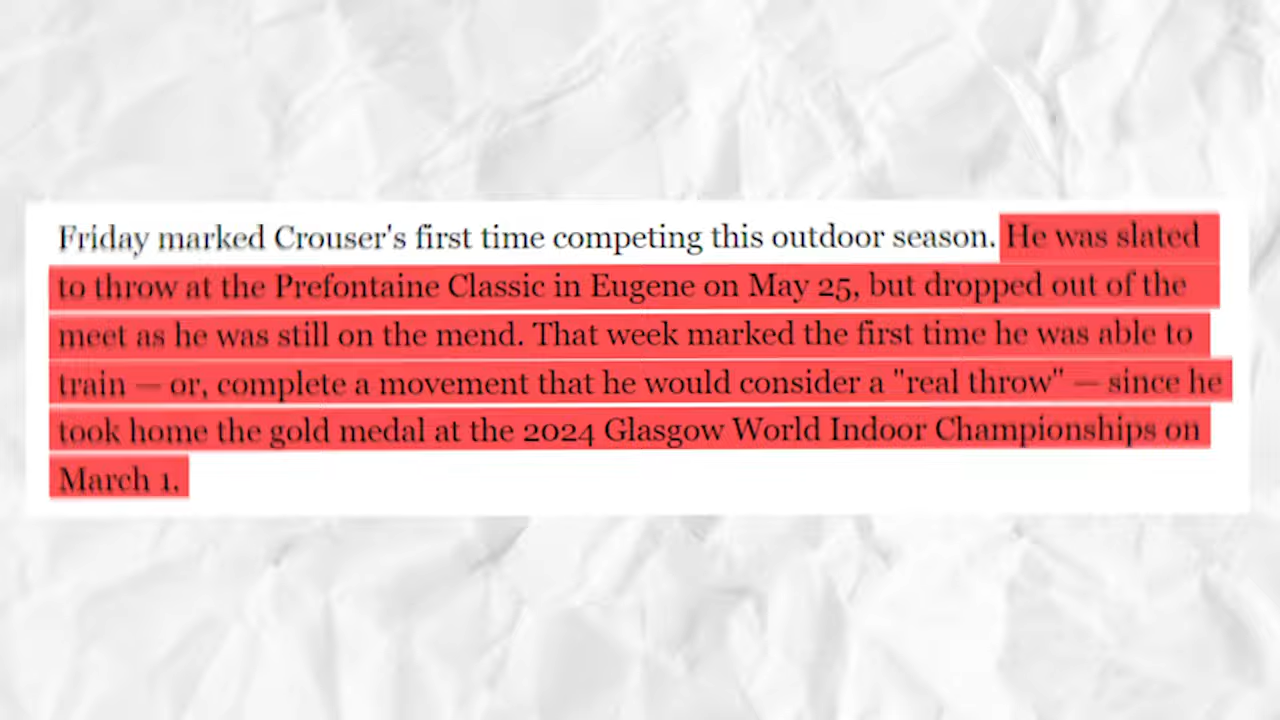 Friday marked Crouser's first time competing this outdoor season. He was slated
to throw at the Prefontaine Classic in Eugene on May 25, but dropped out of the
meet as he was still on the mend. That week marked the first time he was able to
train — or, complete a movement that he would consider a "real throw" — since he
took home the gold medal at the 2024 Glasgow World Indoor Championships on
March 1.